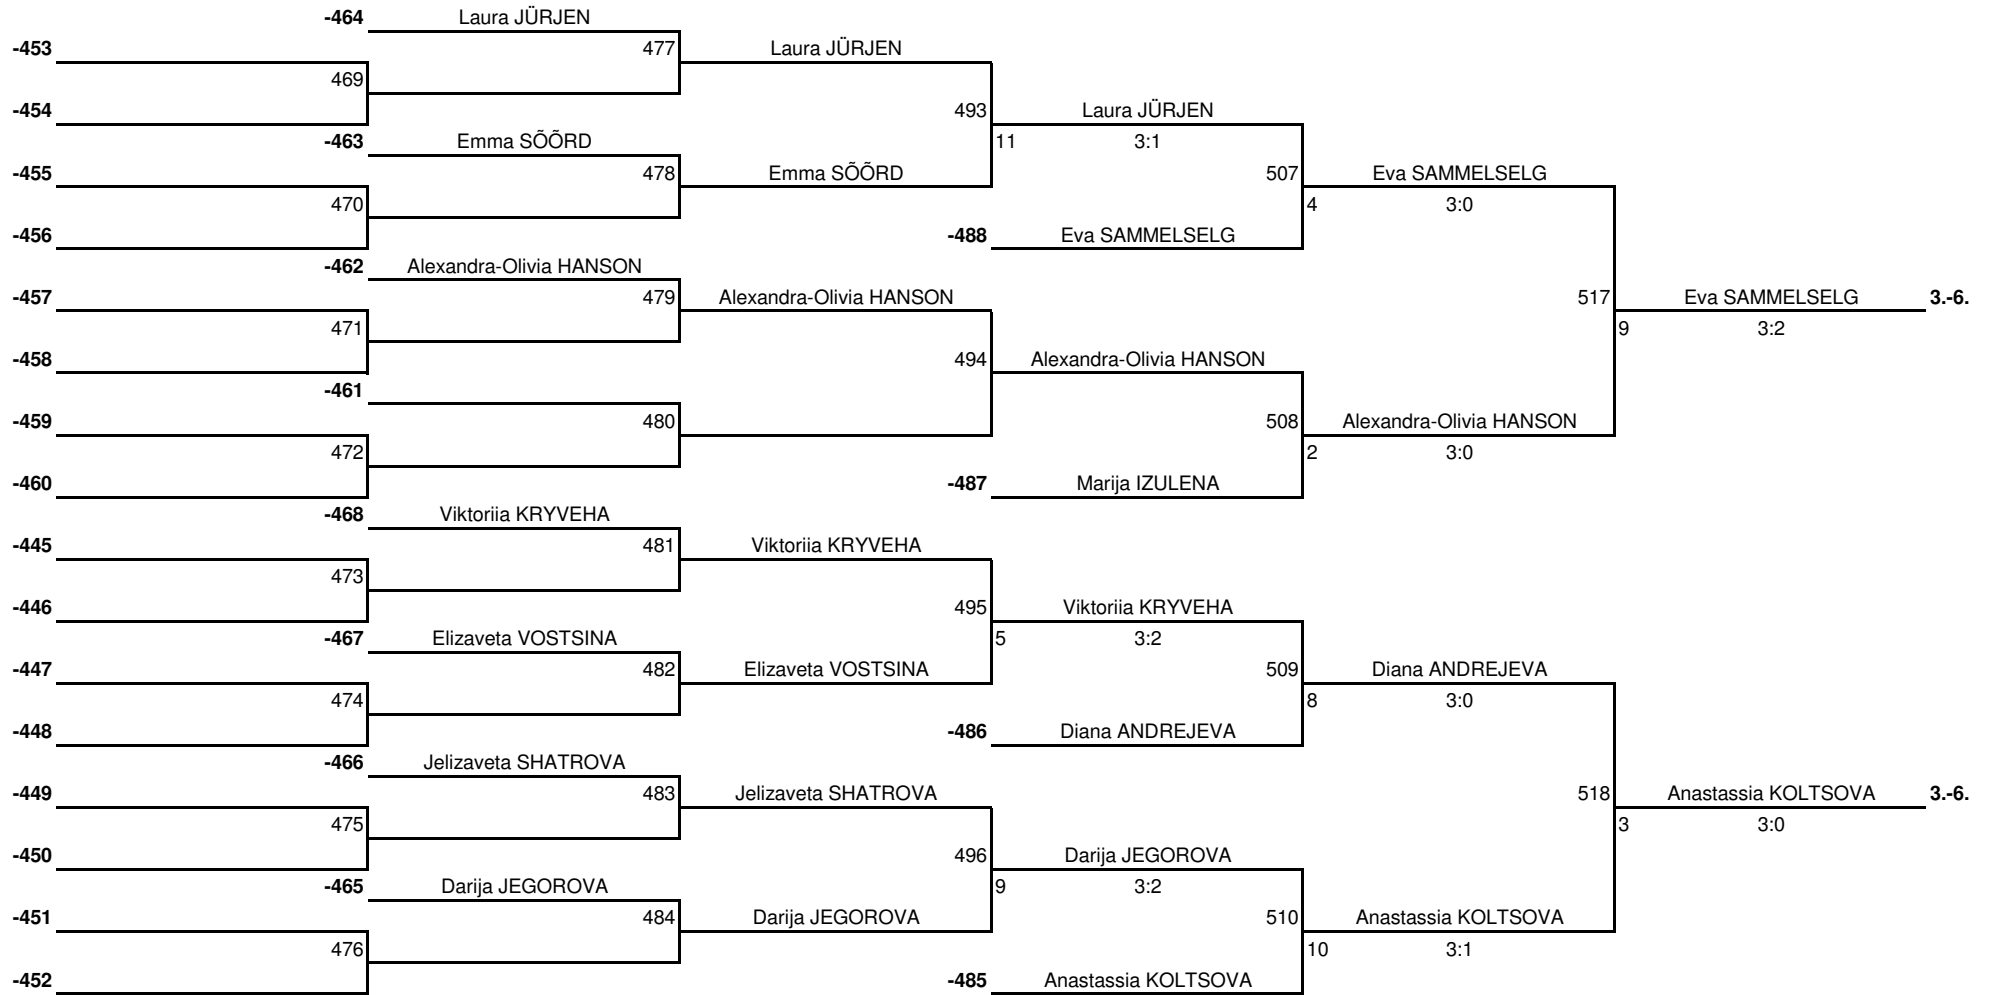 -464 Laura JÜRJEN
-453 477 Laura JÜRJEN
469
-454 493 Laura JÜRJEN
-463 Emma SÕÕRD 11 3:1
-455 478 Emma SÕÕRD 507 Eva SAMMELSELG
470 4 3:0
-456 -488 Eva SAMMELSELG
-462 Alexandra-Olivia HANSON
-457 479 Alexandra-Olivia HANSON 517 Eva SAMMELSELG 3.-6.
471 9 3:2
-458 494 Alexandra-Olivia HANSON
-461
-459 480 508 Alexandra-Olivia HANSON
472 2 3:0
-460 -487 Marija IZULENA
-468 Viktoriia KRYVEHA
-445 481 Viktoriia KRYVEHA
473
-446 495 Viktoriia KRYVEHA
-467 Elizaveta VOSTSINA 5 3:2
-447 482 Elizaveta VOSTSINA 509 Diana ANDREJEVA
474 8 3:0
-448 -486 Diana ANDREJEVA
-466 Jelizaveta SHATROVA
-449 483 Jelizaveta SHATROVA 518 Anastassia KOLTSOVA 3.-6.
475 3 3:0
-450 496 Darija JEGOROVA
-465 Darija JEGOROVA 9 3:2
-451 484 Darija JEGOROVA 510 Anastassia KOLTSOVA
476 10 3:1
-452 -485 Anastassia KOLTSOVA